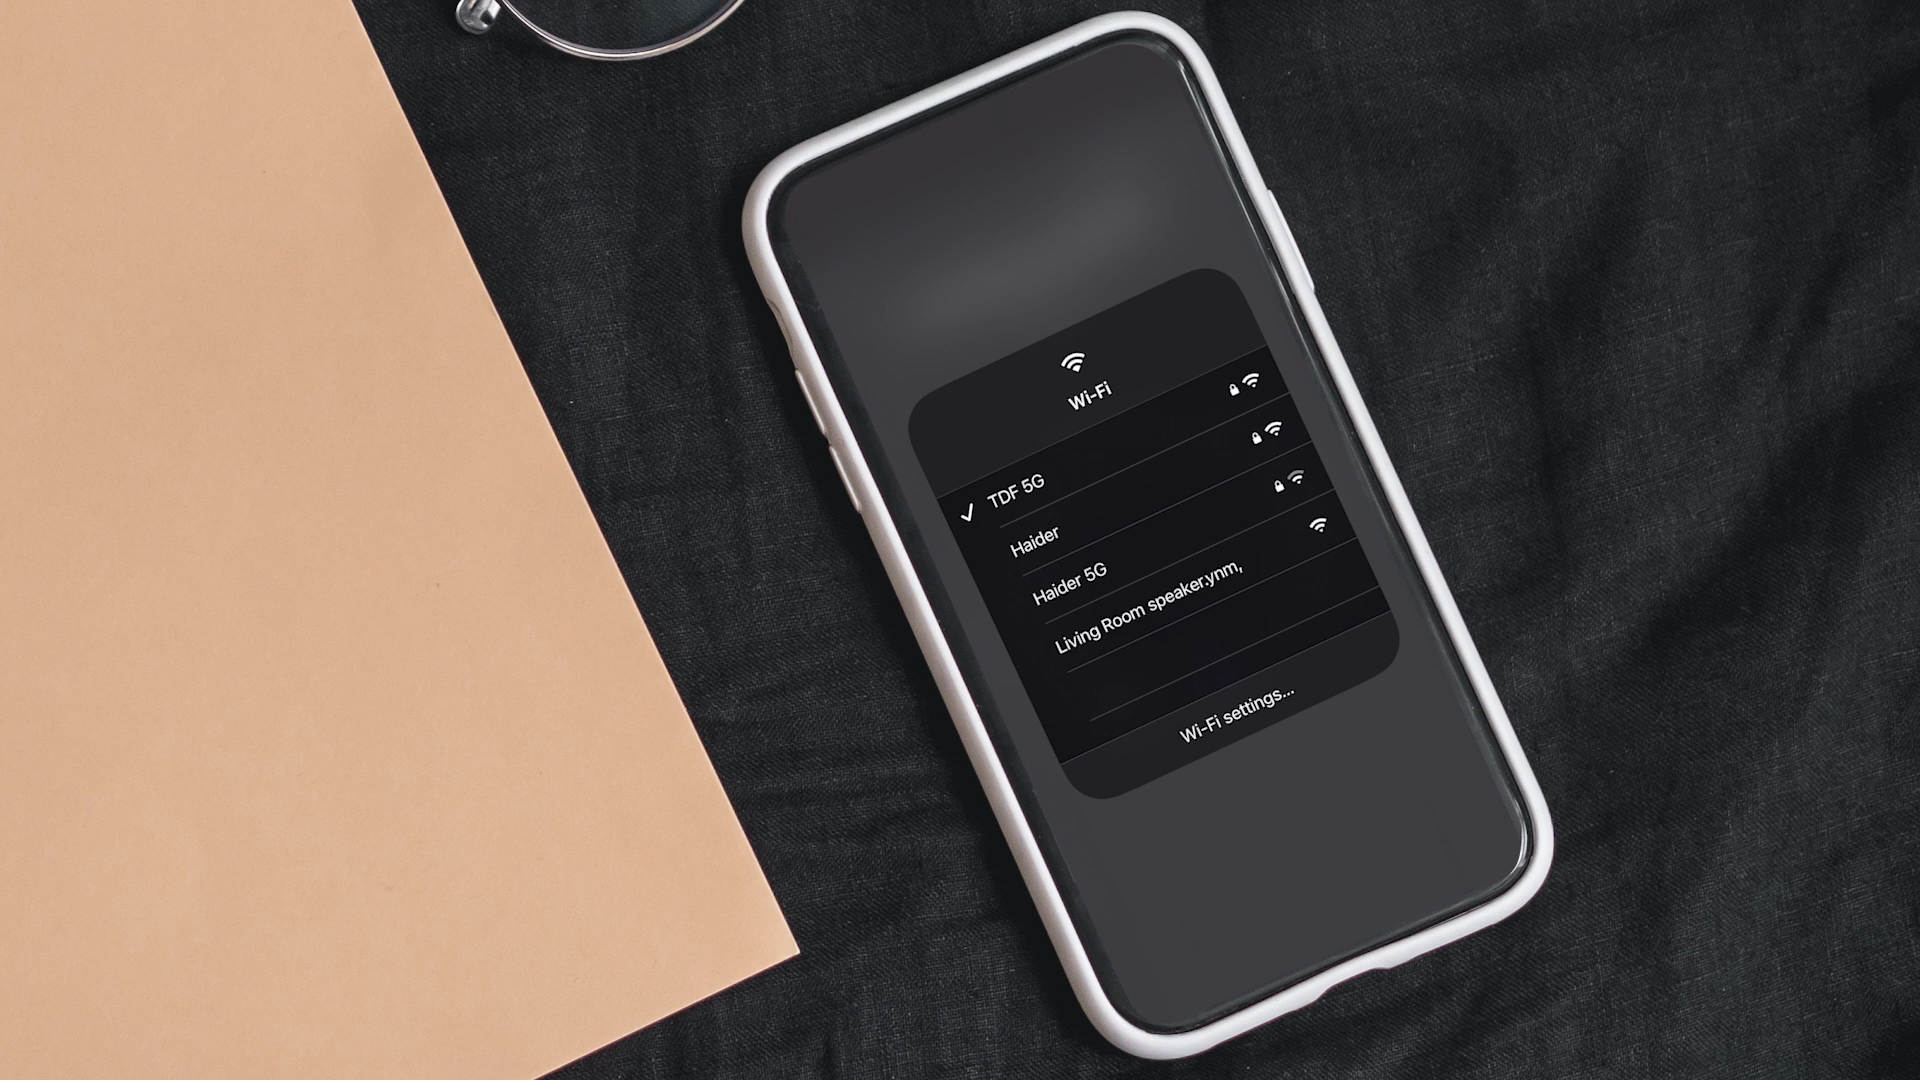 Wi-Fi
TDF 5G
Haider
Haider 5G
Living Room speaker.ynm,
Wi-Fi settings...